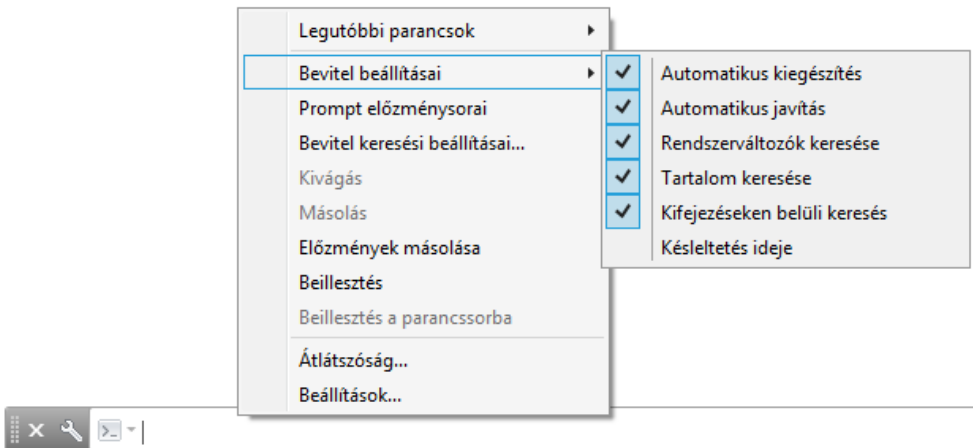 Legutóbbi parancsok
Bevitel beállításai
Prompt előzménysorai
Bevitel keresési beállításai...
Kivágás
Másolás
Előzmények másolása
Beillesztés
Beillesztés a parancssorba
Átlátszóság...
Beállítások...
Automatikus kiegészítés
Automatikus javítás
Rendszerváltozók keresése
Tartalom keresése
Kifejezéseken belüli keresés
Késleltetés ideje